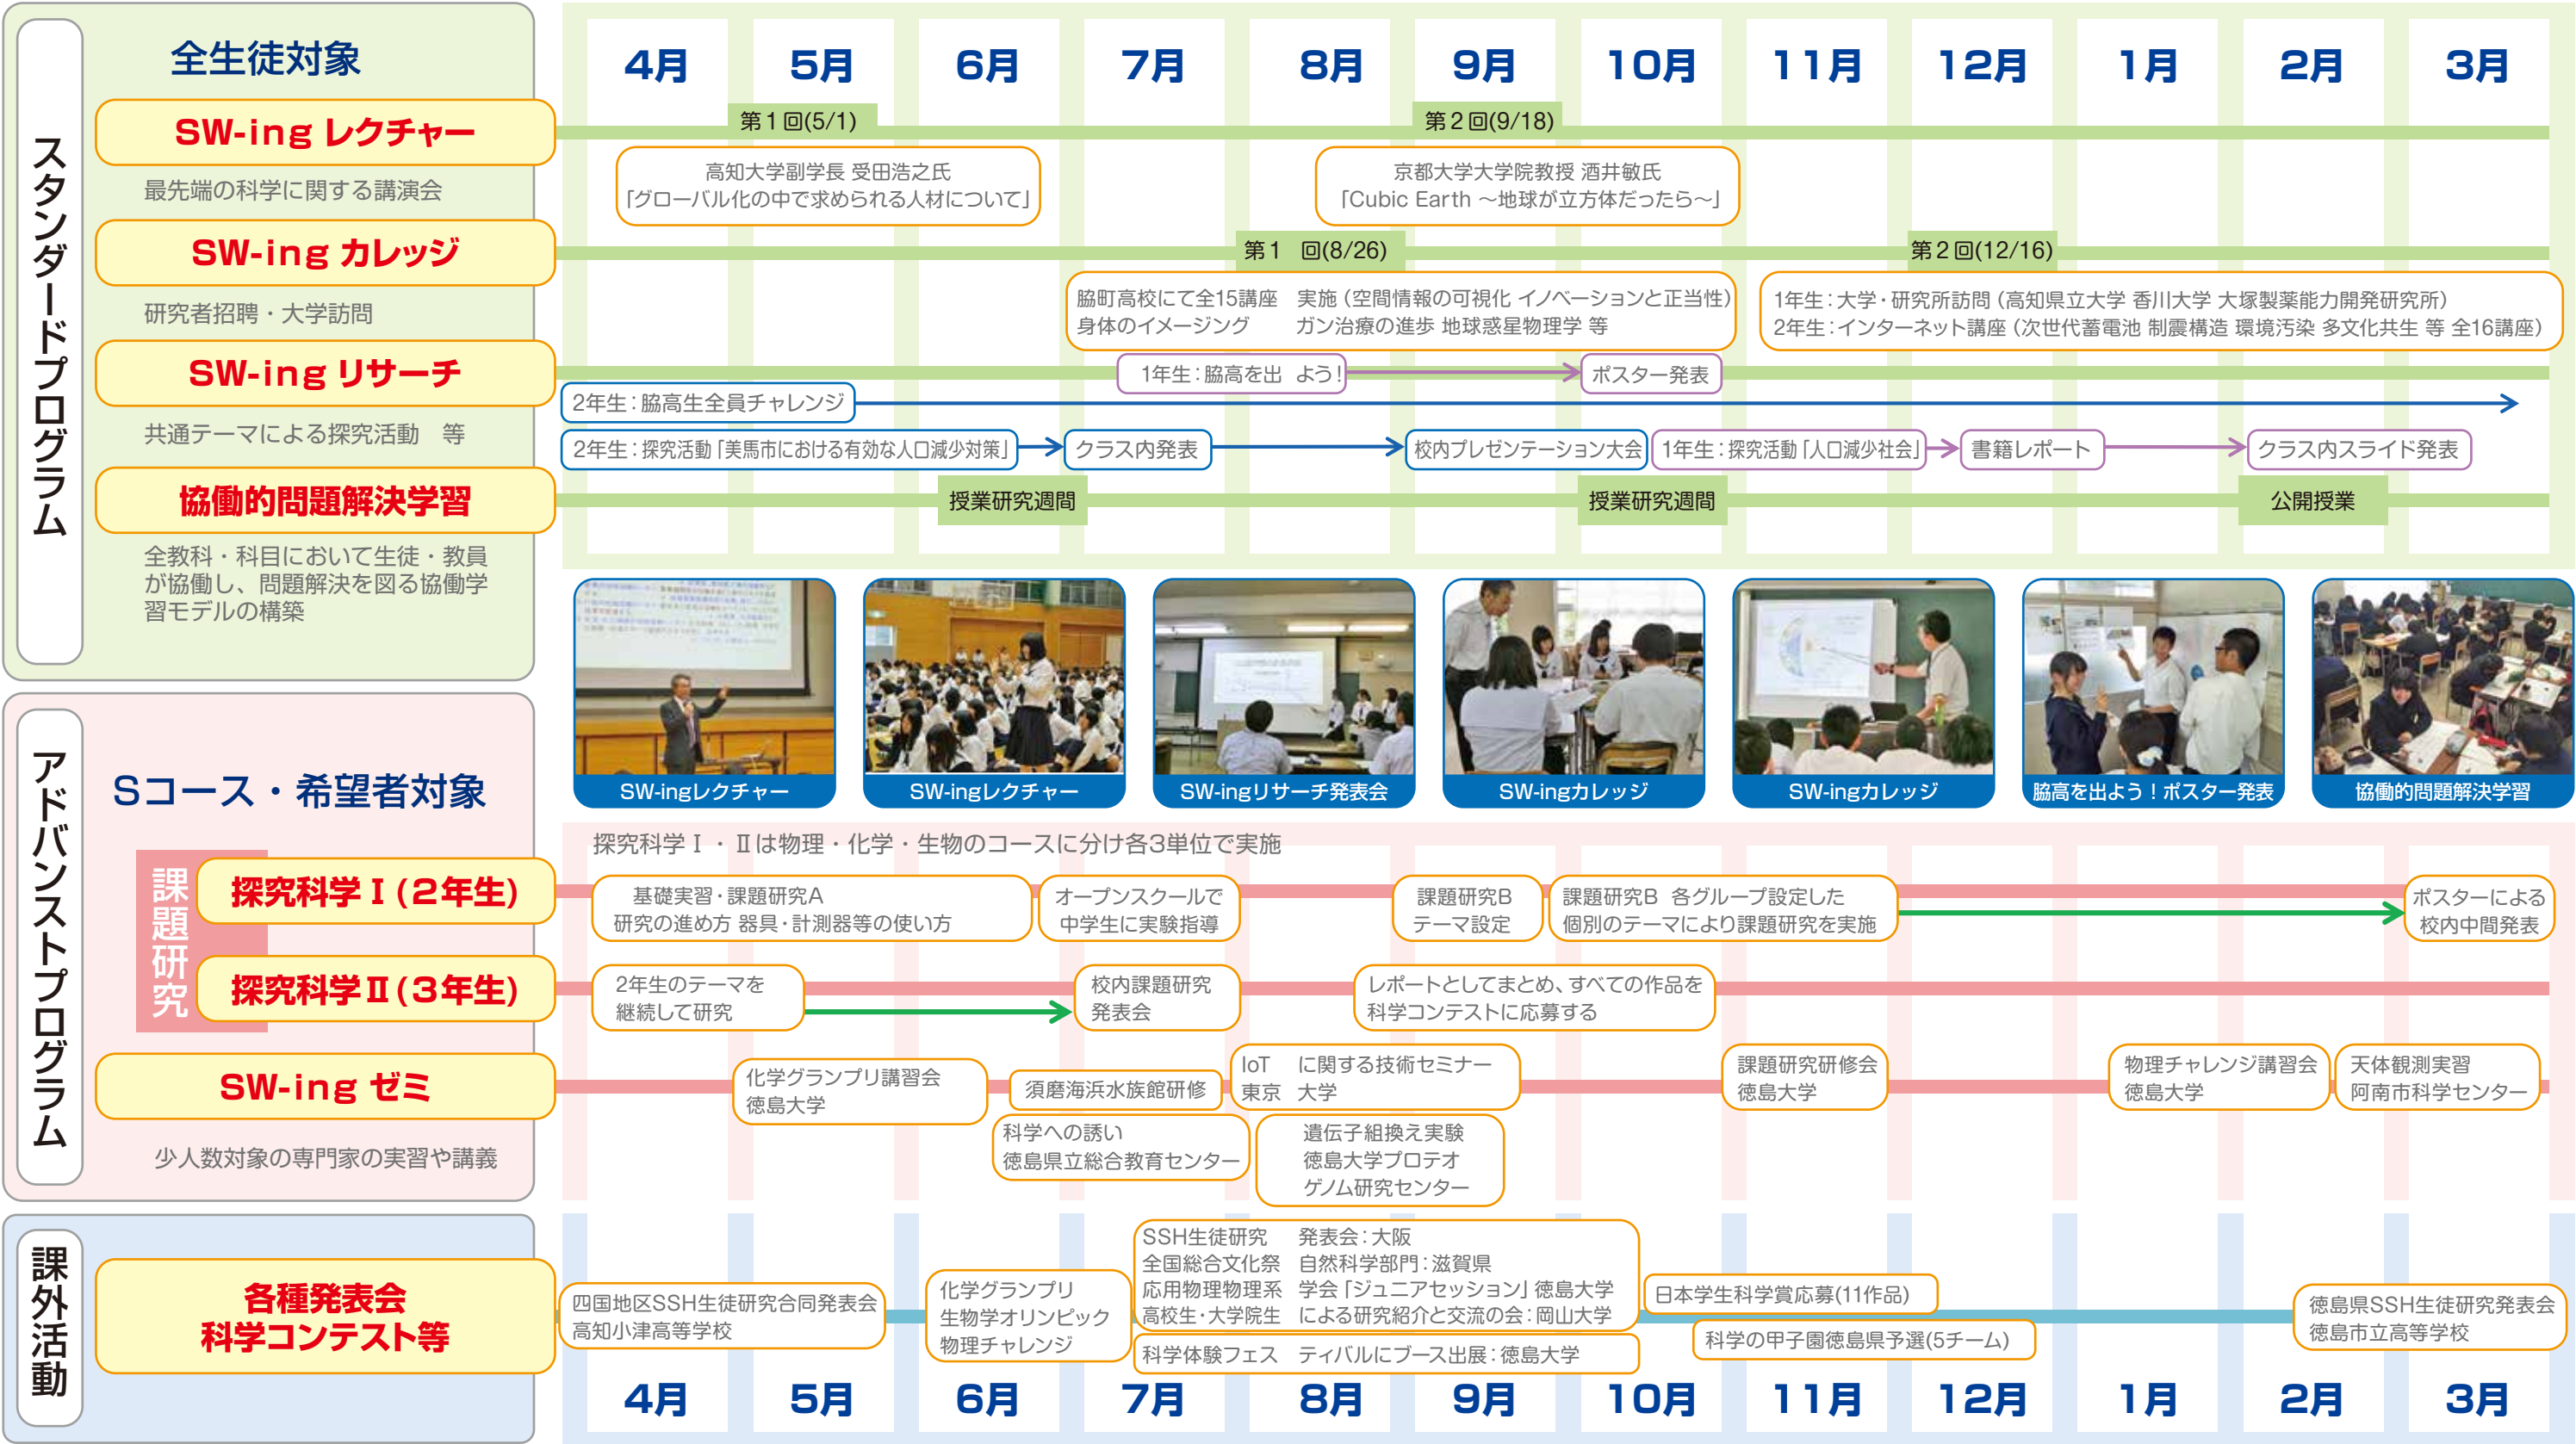 スタンダードプログラム
全生徒対象
4月 5月 6月 7月 8月 9月 10月 11月 12月 1月 2月 3月
SW-ing レクチャー
最先端の科学に関する講演会
第1回(5/1)
第2回(9/18)
高知大学副学長 受田浩之氏
「グローバル化の中で求められる人材について」
京都大学大学院教授 酒井敏氏
「Cubic Earth ～地球が立方体だったら～」
SW-ing カレッジ
研究者招聘・大学訪問
第1 回(8/26)
第2回(12/16)
脇町高校にて全15講座 実施（空間情報の可視化 イノベーションと正当性）
身体のイメージング ガン治療の進歩 地球惑星物理学 等
1年生：大学・研究所訪問（高知県立大学 香川大学 大塚製薬能力開発研究所）
2年生：インターネット講座（次世代蓄電池 制震構造 環境汚染 多文化共生 等 全16講座）
SW-ing リサーチ
共通テーマによる探究活動 等
1年生：脇高を出 よう！
ポスター発表
2年生：脇高生全員チャレンジ
2年生：探究活動「美馬市における有効な人口減少対策」
クラス内発表
校内プレゼンテーション大会
1年生：探究活動「人口減少社会」
書籍レポート
クラス内スライド発表
協働的問題解決学習
全教科・科目において生徒・教員
が協働し、問題解決を図る協働学
習モデルの構築
授業研究週間
授業研究週間
公開授業
SW-ingレクチャー
SW-ingレクチャー
SW-ingリサーチ発表会
SW-ingカレッジ
SW-ingカレッジ
脇高を出よう！ポスター発表
協働的問題解決学習
アドバンストプログラム
Sコース・希望者対象
探究科学Ⅰ・Ⅱは物理・化学・生物のコースに分け各3単位で実施
課題研究
探究科学Ⅰ(2年生)
基礎実習・課題研究A
研究の進め方 器具・計測器等の使い方
オープンスクールで
中学生に実験指導
課題研究B
テーマ設定
課題研究B 各グループ設定した
個別のテーマにより課題研究を実施
ポスターによる
校内中間発表
探究科学Ⅱ(3年生)
2年生のテーマを
継続して研究
校内課題研究
発表会
レポートとしてまとめ、すべての作品を
科学コンテストに応募する
SW-ing ゼミ
少人数対象の専門家の実習や講義
化学グランプリ講習会
徳島大学
須磨海浜水族館研修
IoT に関する技術セミナー
東京 大学
課題研究研修会
徳島大学
物理チャレンジ講習会
徳島大学
天体観測実習
阿南市科学センター
科学への誘い
徳島県立総合教育センター
遺伝子組換え実験
徳島大学プロテオ
ゲノム研究センター
課外活動
各種発表会
科学コンテスト等
四国地区SSH生徒研究合同発表会
高知小津高等学校
化学グランプリ
生物学オリンピック
物理チャレンジ
SSH生徒研究 発表会：大阪
全国総合文化祭 自然科学部門：滋賀県
応用物理物理系 学会「ジュニアセッション」徳島大学
高校生・大学院生 による研究紹介と交流の会：岡山大学
科学体験フェス ティバルにブース出展：徳島大学
日本学生科学賞応募(11作品)
科学の甲子園徳島県予選(5チーム)
徳島県SSH生徒研究発表会
徳島市立高等学校
4月 5月 6月 7月 8月 9月 10月 11月 12月 1月 2月 3月